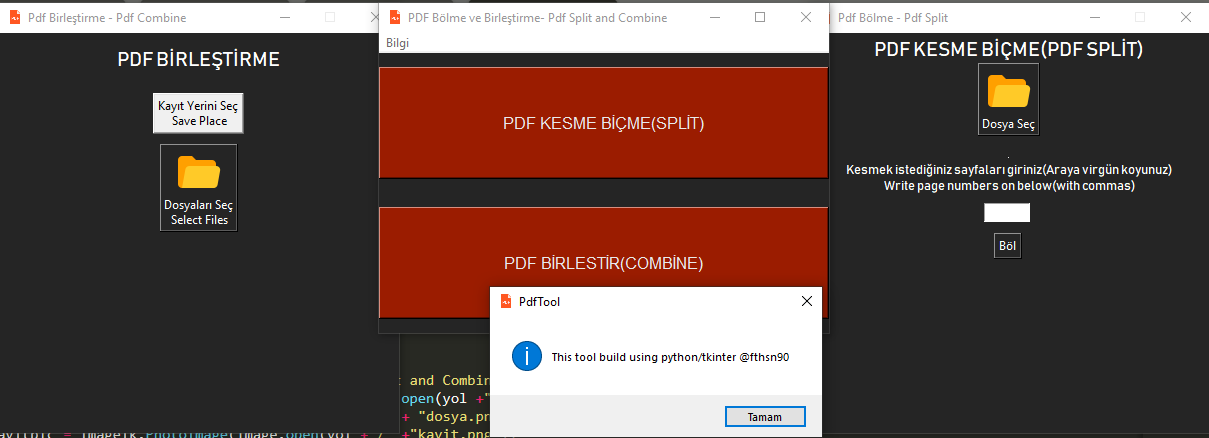 Pdf Birleştirme - Pdf Combine
PDF BİRLEŞTİRME
Kayıt Yerini Seç
Save Place
Dosyaları Seç
Select Files
PDF Bölme ve Birleştirme- Pdf Split and Combine
Bilgi
PDF KESME BİÇME(SPLİT)
PDF BİRLESTİR(COMBİNE)
Pdf Bölme - Pdf Split
PDF KESME BİÇME(PDF SPLİT)
Dosya Seç
.
Kesmek istediğiniz sayfaları giriniz(Araya virgün koyunuz)
Write page numbers on below(with commas)
Böl
PdfTool
This tool build using python/tkinter @fthsn90
Tamam
t and Combin
open(yol +"
+ "dosya.pn